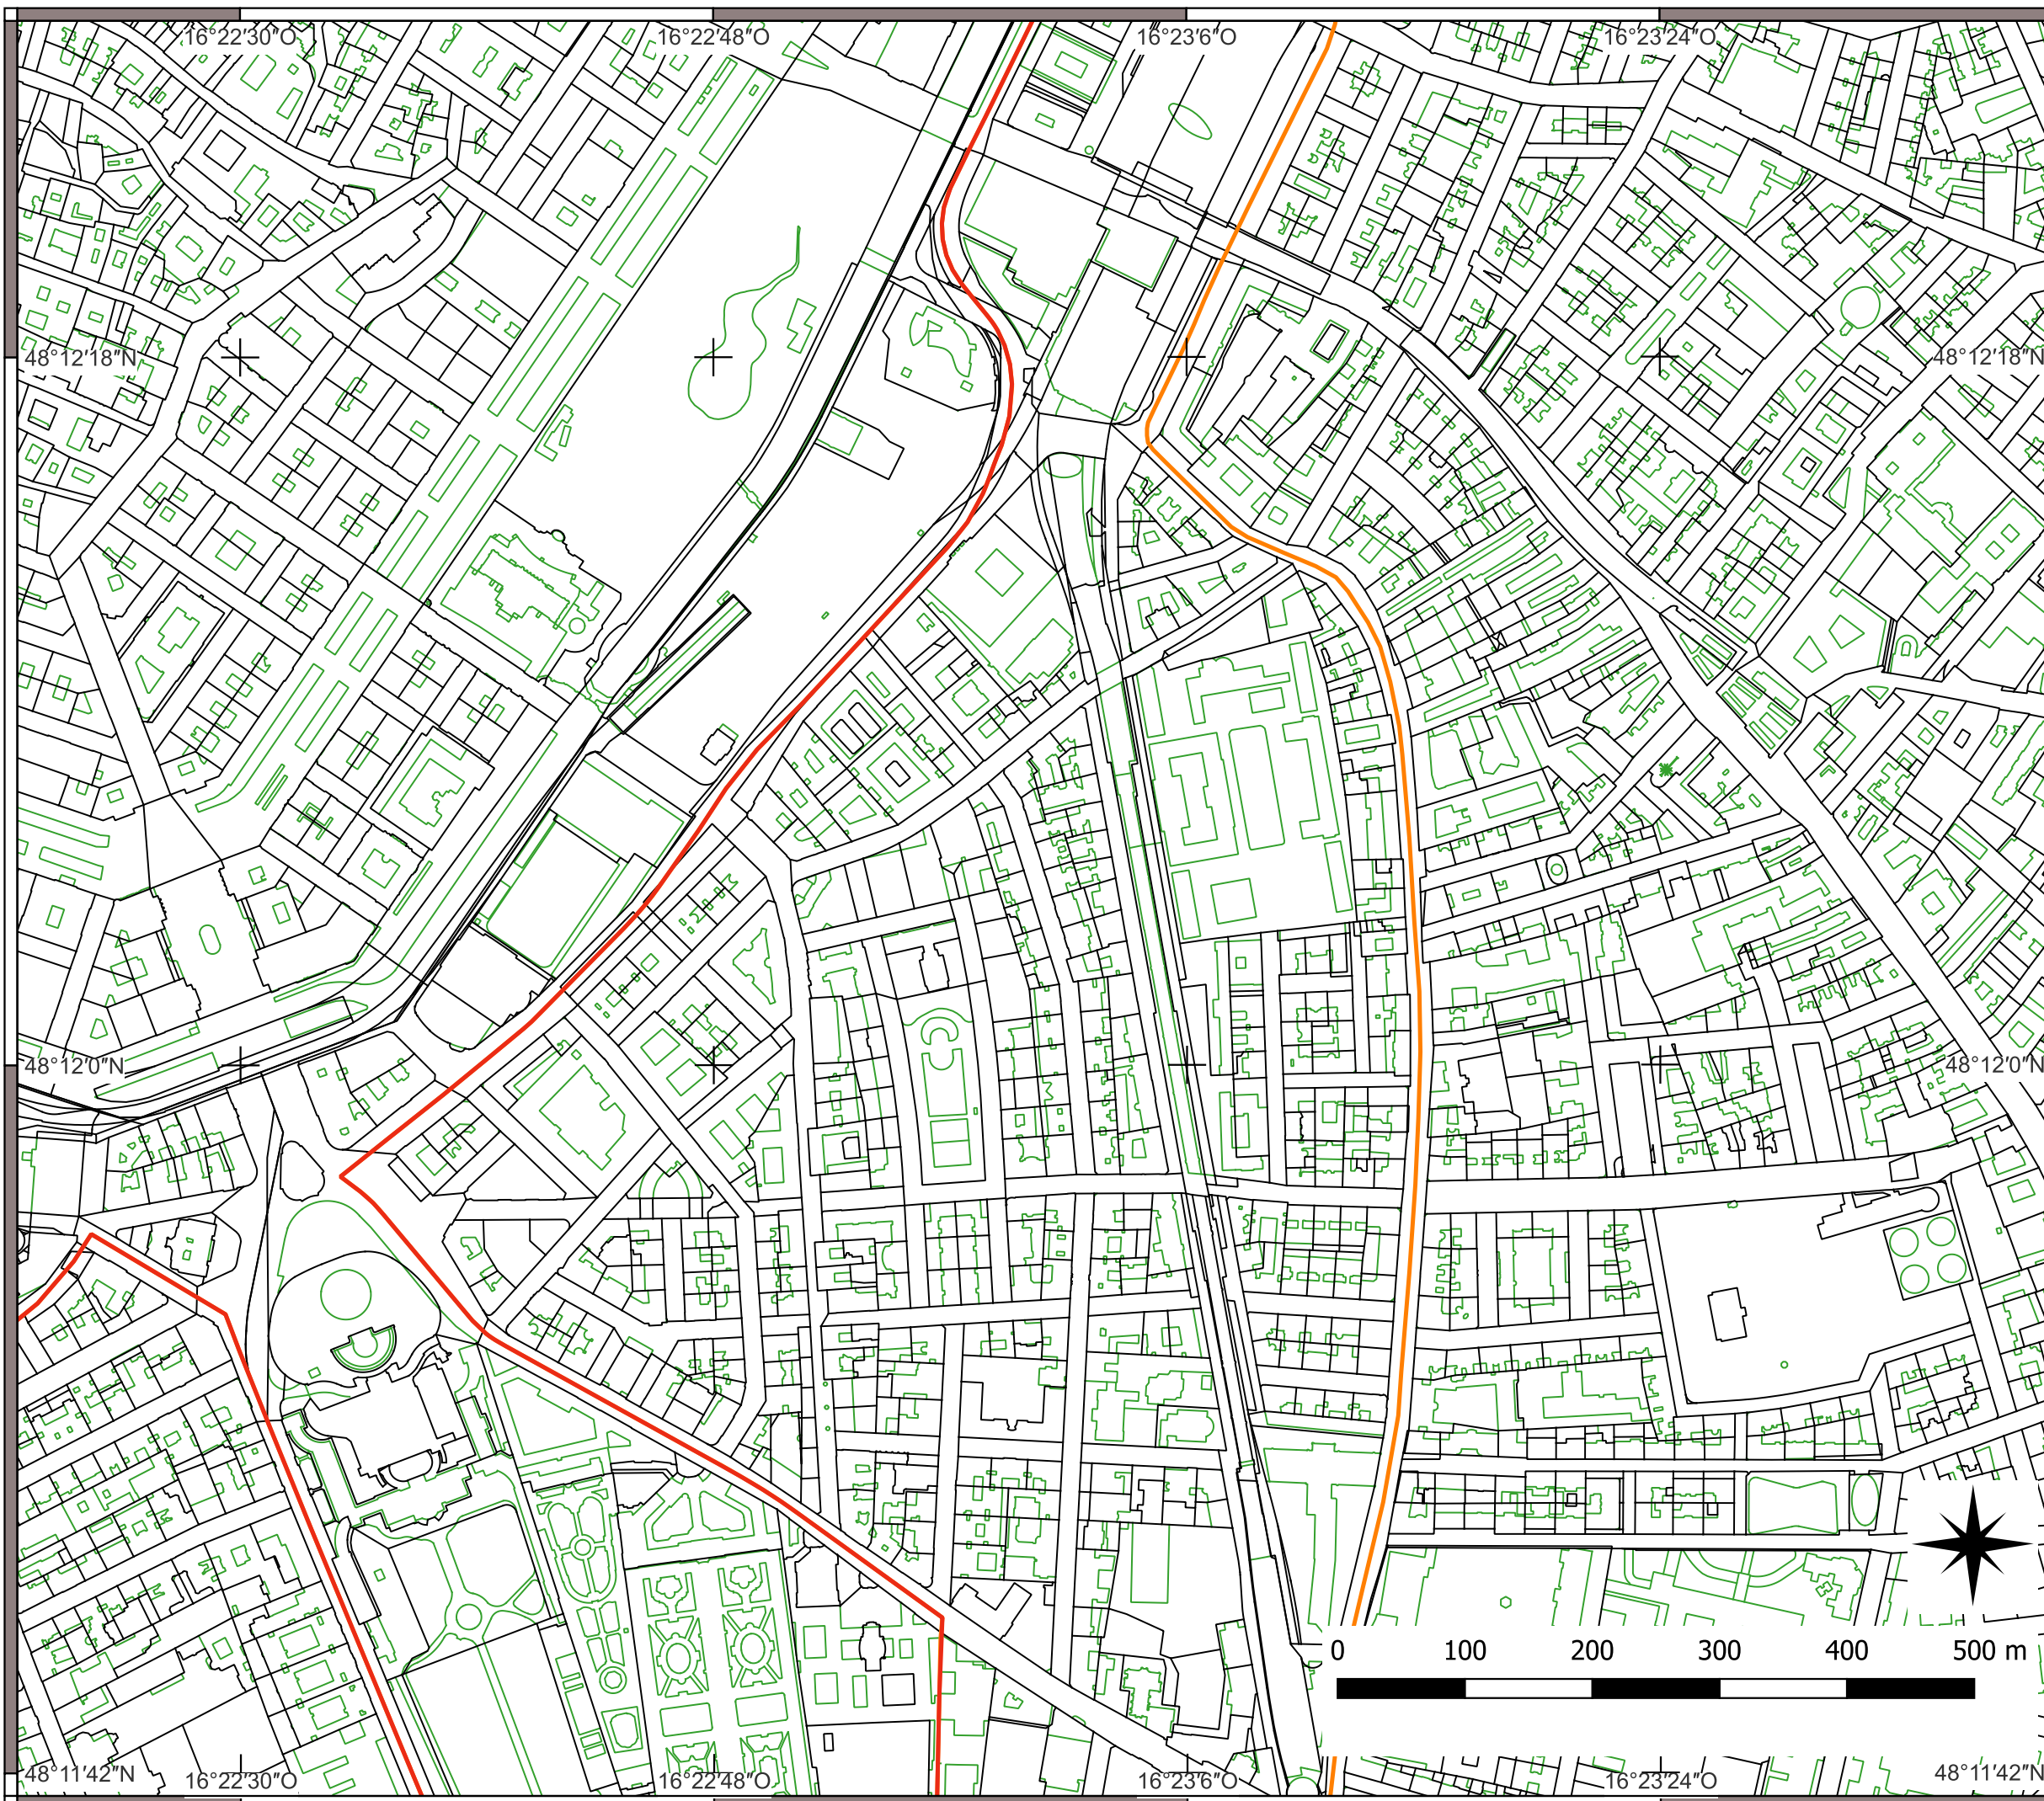 16°22′30″O 16°22′48″O 16°23′6″O 16°23′24″O
48°12′18″N 48°12′18″N
48°12′0″N 48°12′0″N
0 100 200 300 400 500 m
48°11′42″N 48°11′42″N
16°22′30″O 16°22′48″O 16°23′6″O 16°23′24″O